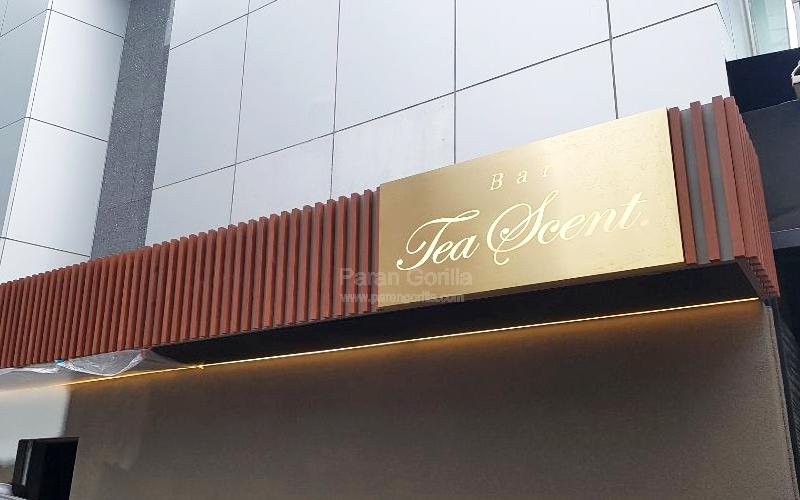 Bar
Tea Scent.
Paran Gorilla
www.parangorilla.com